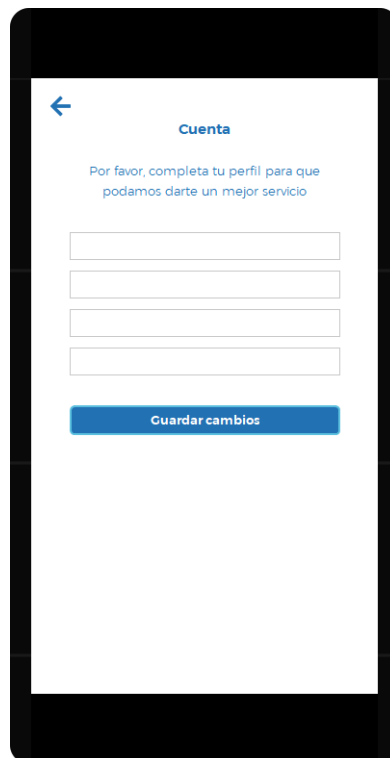 Cuenta
Por favor, completa tu perfil para que
podamos darte un mejor servicio
Guardar cambios